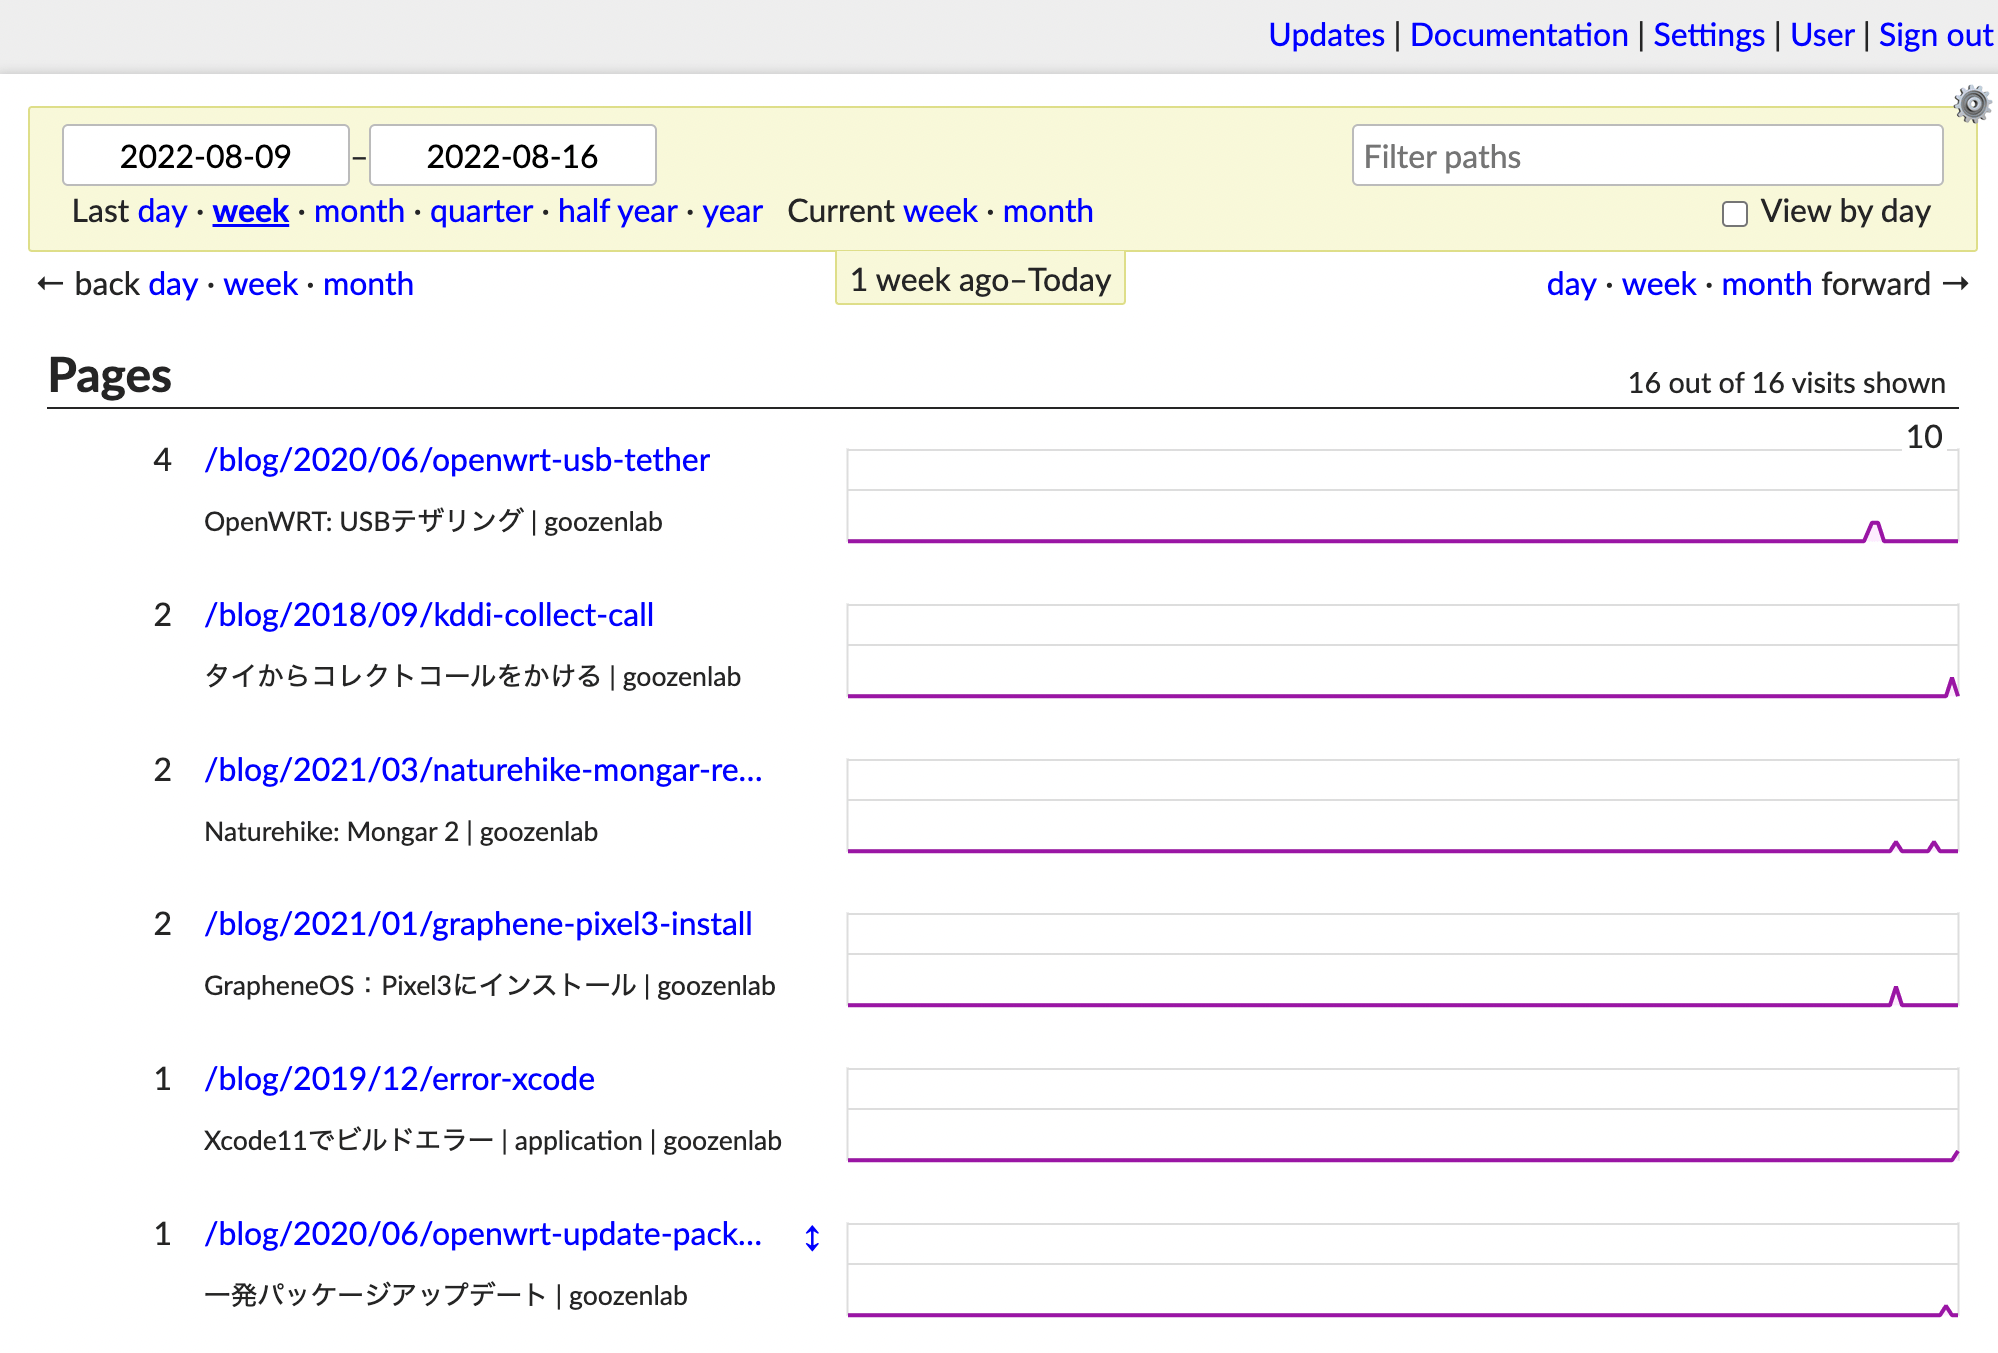 Updates | Documentation | Settings | User | Sign out
2022-08-09 – 2022-08-16
Filter paths
Last day · week · month · quarter · half year · year Current week · month
View by day
← back day · week · month
1 week ago–Today
day · week · month forward →
Pages
16 out of 16 visits shown
10
4 /blog/2020/06/openwrt-usb-tether
OpenWRT: USBテザリング | goozenlab
2 /blog/2018/09/kddi-collect-call
タイからコレクトコールをかける | goozenlab
2 /blog/2021/03/naturehike-mongar-re...
Naturehike: Mongar 2 | goozenlab
2 /blog/2021/01/graphene-pixel3-install
GrapheneOS：Pixel3にインストール | goozenlab
1 /blog/2019/12/error-xcode
Xcode11でビルドエラー | application | goozenlab
1 /blog/2020/06/openwrt-update-pack... ↕
一発パッケージアップデート | goozenlab